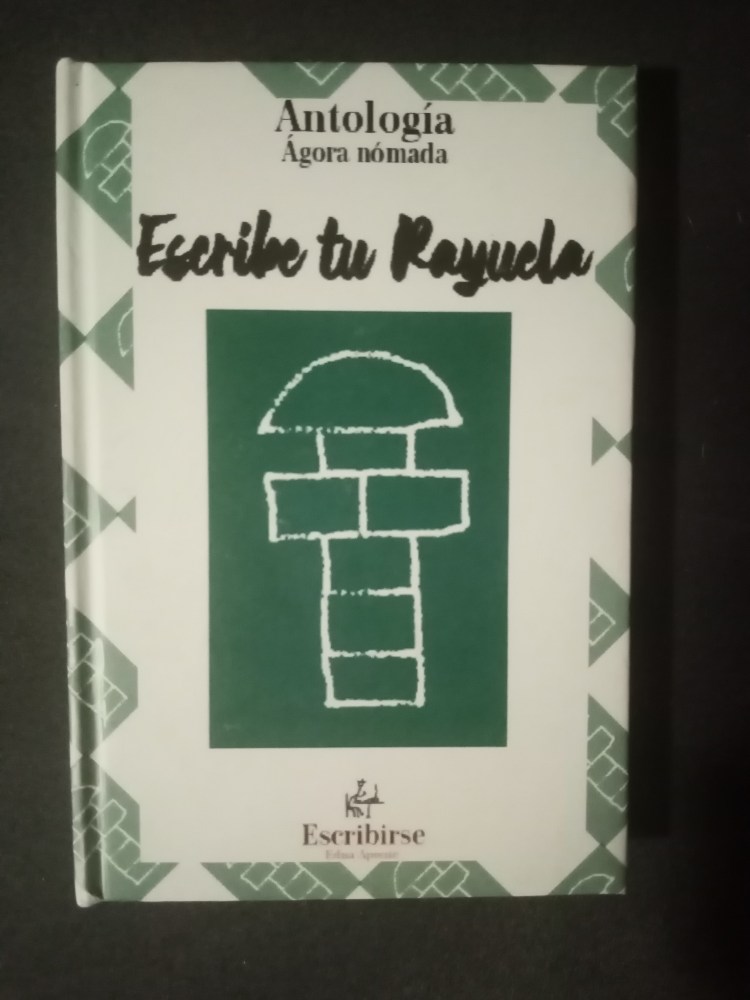 Antología
Ágora nómada
Escribe tu Rayuela
Escribirse